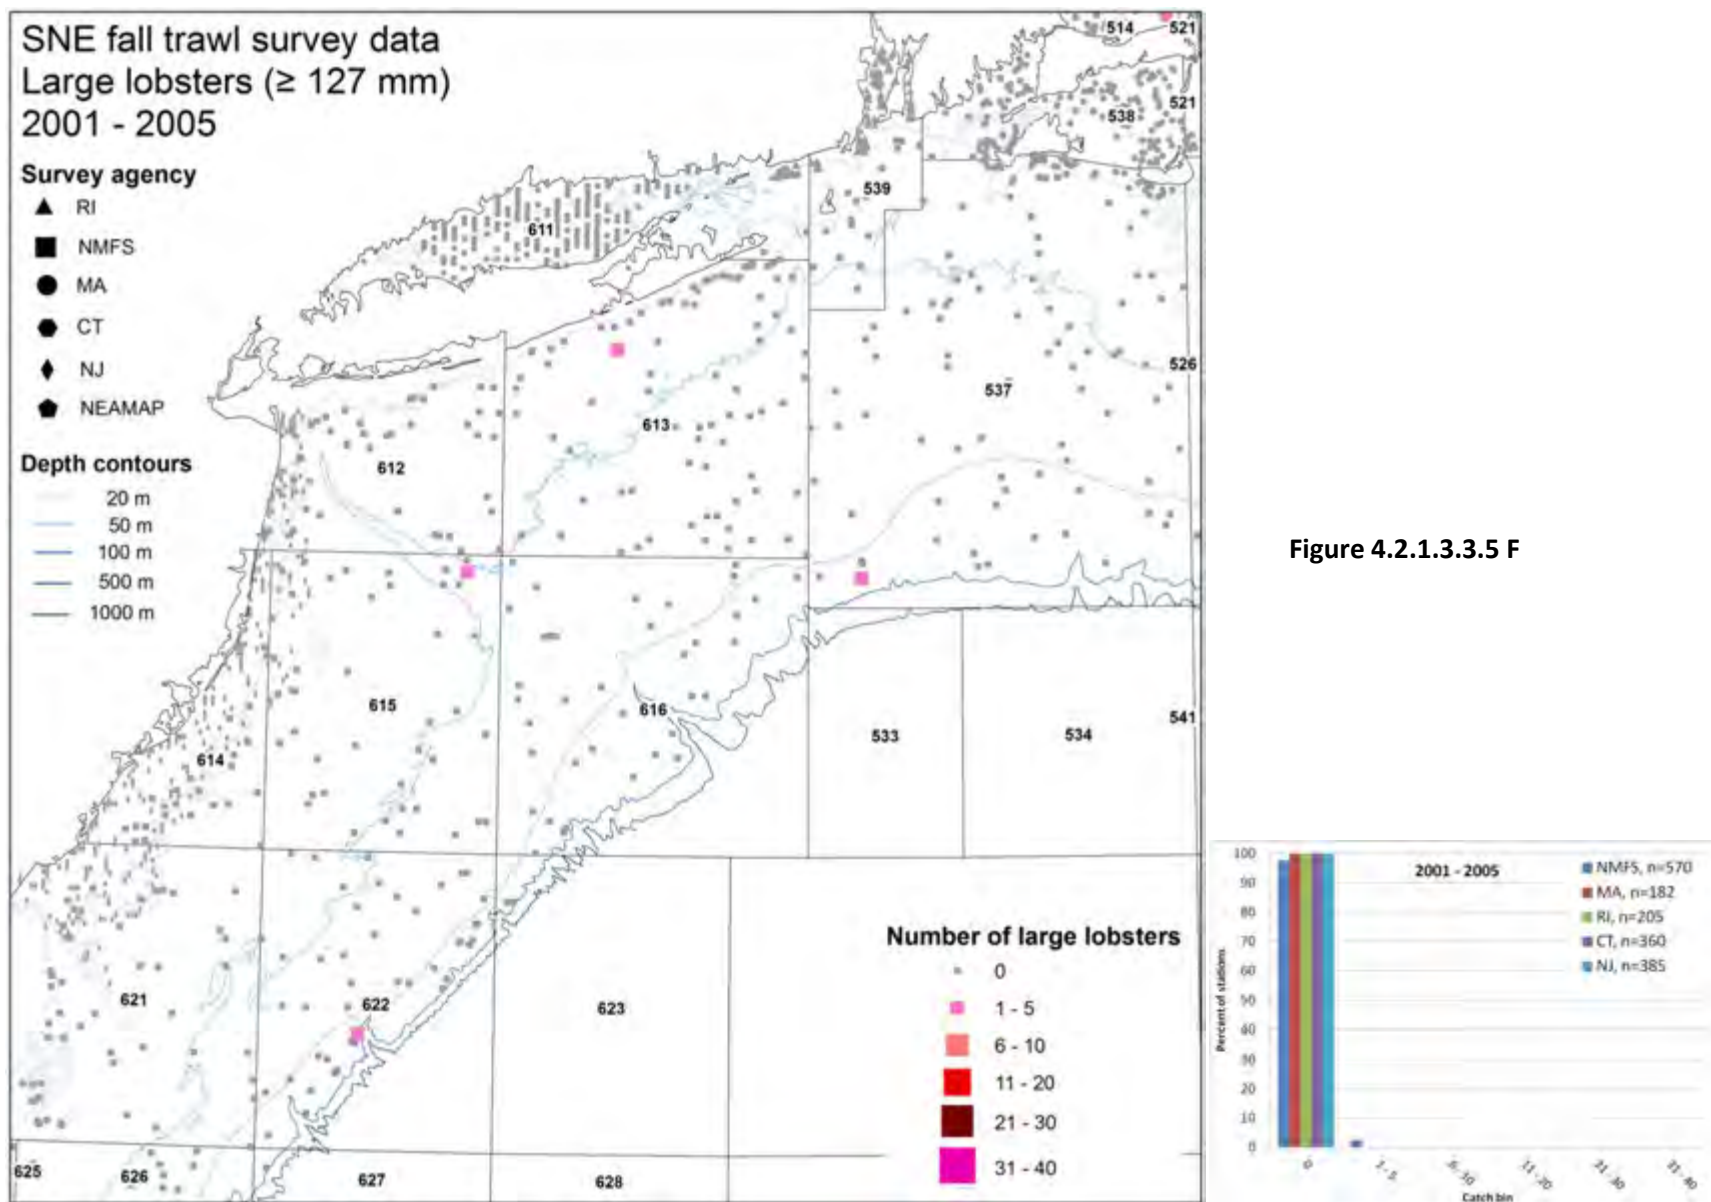 SNE fall trawl survey data
Large lobsters (≥ 127 mm)
2001 - 2005
Survey agency
RI
NMFS
MA
CT
NJ
NEAMAP
Depth contours
20 m
50 m
100 m
500 m
1000 m
514
521
538
521
539
611
526
537
613
612
615
616
541
533
534
614
621
622
623
625
626
627
628
Number of large lobsters
0
1 - 5
6 - 10
11 - 20
21 - 30
31 - 40
Figure 4.2.1.3.3.5 F
2001 - 2005
NMFS, n=570
MA, n=182
RI, n=205
CT, n=360
NJ, n=385
Percent of stations
100
90
80
70
60
50
40
30
20
10
0
0
1 - 5
6 - 10
11 - 20
21 - 30
31 - 40
Catch bin